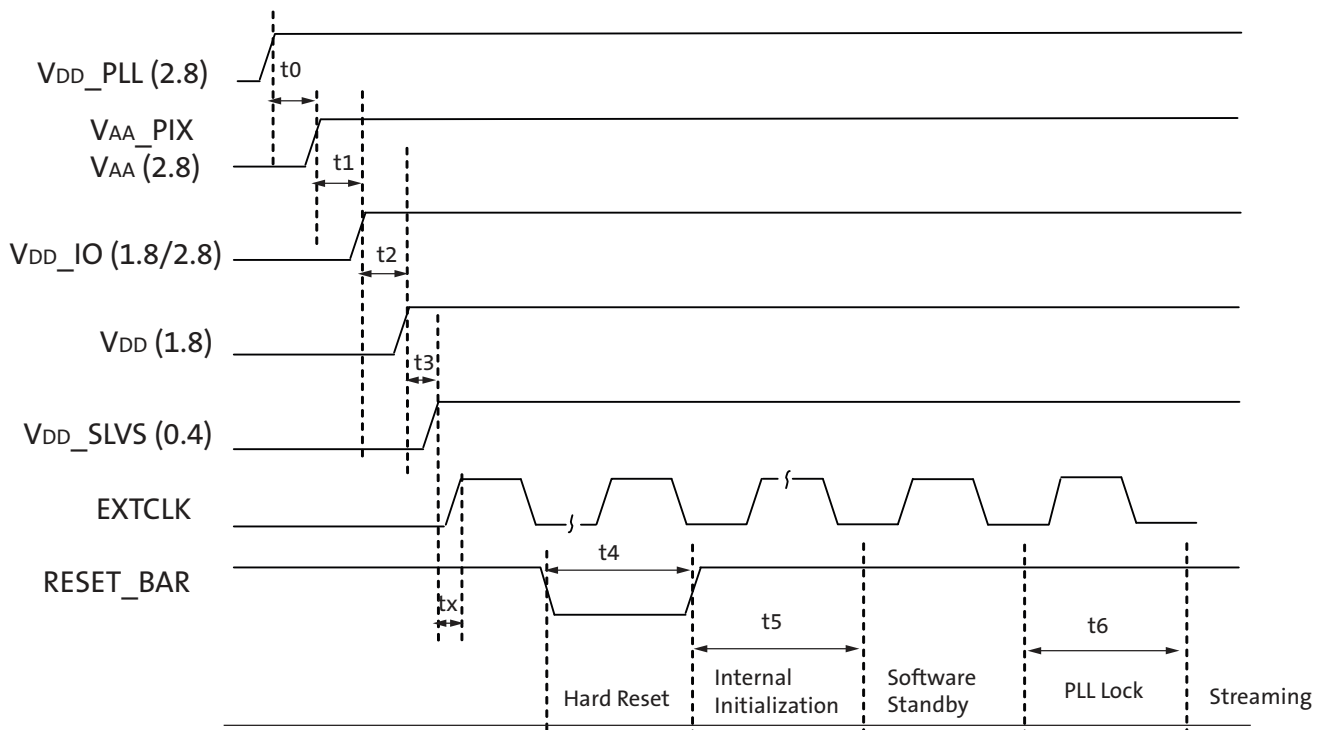 VDD_PLL (2.8)
t0
VAA_PIX
VAA (2.8)
t1
VDD_IO (1.8/2.8)
t2
VDD (1.8)
t3
VDD_SLVS (0.4)
EXTCLK
RESET_BAR
tx
t4
t5
t6
Hard Reset
Internal
Initialization
Software
Standby
PLL Lock
Streaming